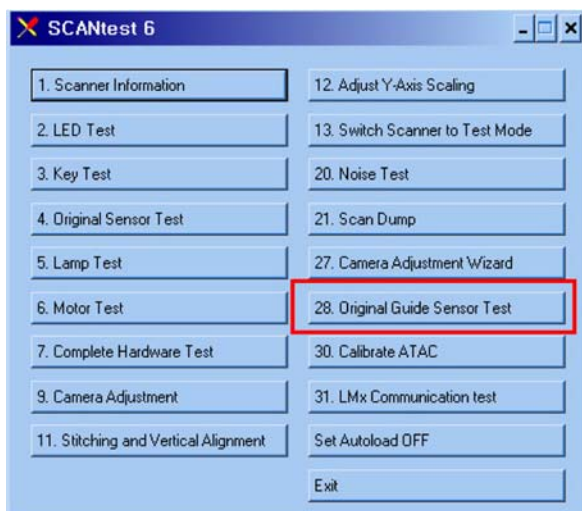 SCANtest 6
1. Scanner Information
2. LED Test
3. Key Test
4. Original Sensor Test
5. Lamp Test
6. Motor Test
7. Complete Hardware Test
9. Camera Adjustment
11. Stitching and Vertical Alignment
12. Adjust Y-Axis Scaling
13. Switch Scanner to Test Mode
20. Noise Test
21. Scan Dump
27. Camera Adjustment Wizard
28. Original Guide Sensor Test
30. Calibrate ATAC
31. LMx Communication test
Set Autoload OFF
Exit